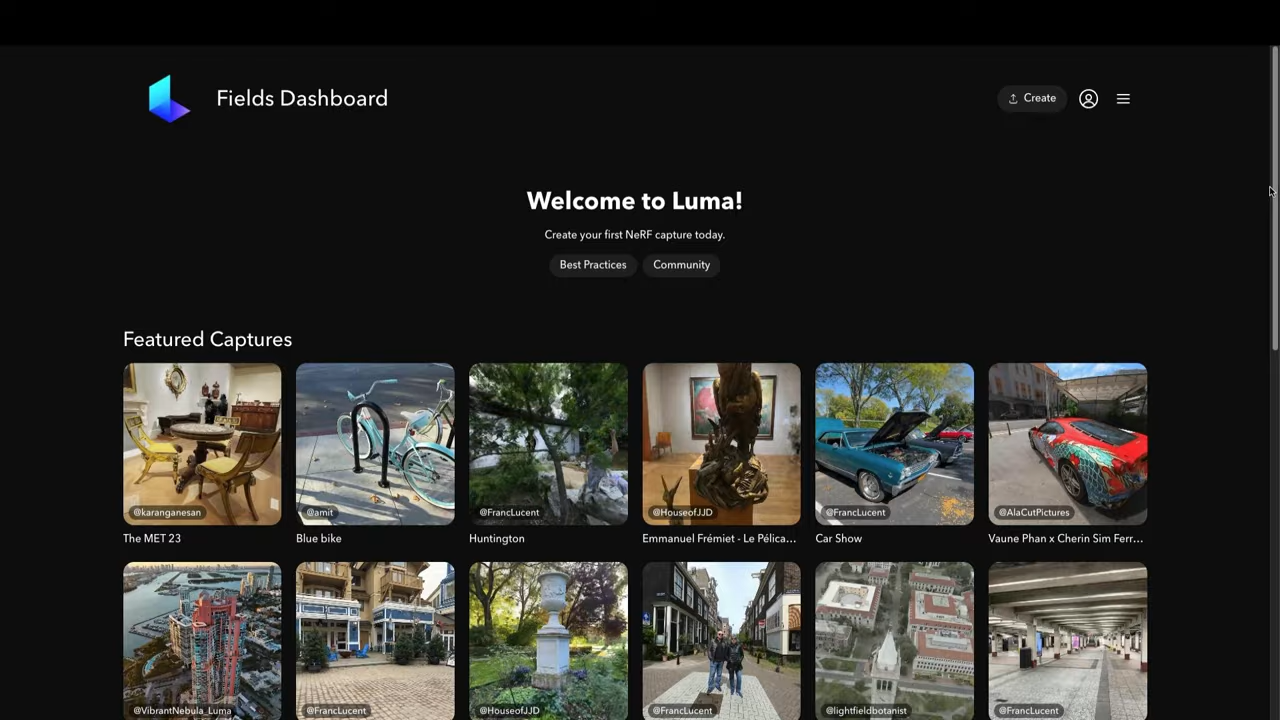 Fields Dashboard
Create
Welcome to Luma!
Create your first NeRF capture today.
Best Practices
Community
Featured Captures
@karanganesan
@amit
@FrancLucent
@HouseofJJD
@FrancLucent
@AlaCutPictures
The MET 23
Blue bike
Huntington
Emmanuel Frémiet - Le Pélica...
Car Show
Vaune Phan x Cherin Sim Ferr...
@VibrantNebula_Luma
@FrancLucent
@HouseofJJD
@FrancLucent
@lightfieldbotanist
@FrancLucent